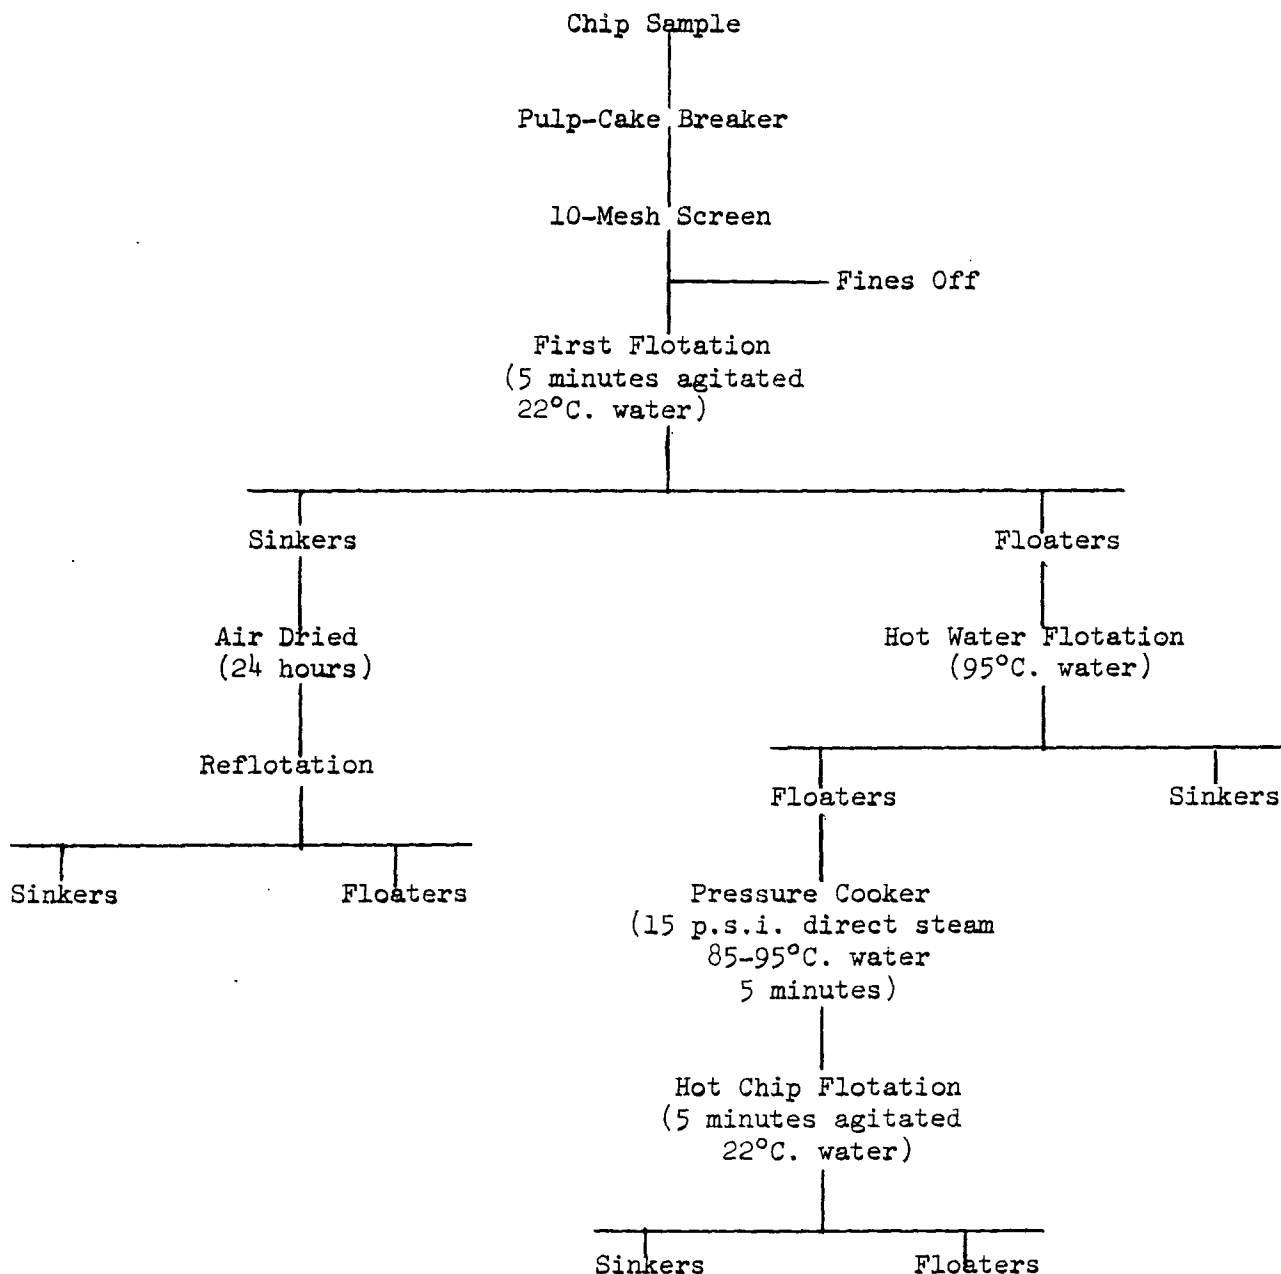 Chip Sample
Pulp-Cake Breaker
10-Mesh Screen
Fines Off
First Flotation
(5 minutes agitated
22°C. water)
Sinkers
Floaters
Air Dried
(24 hours)
Hot Water Flotation
(95°C. water)
Reflotation
Floaters
Sinkers
Sinkers
Floaters
Pressure Cooker
(15 p.s.i. direct steam
85-95°C. water
5 minutes)
Hot Chip Flotation
(5 minutes agitated
22°C. water)
Sinkers
Floaters